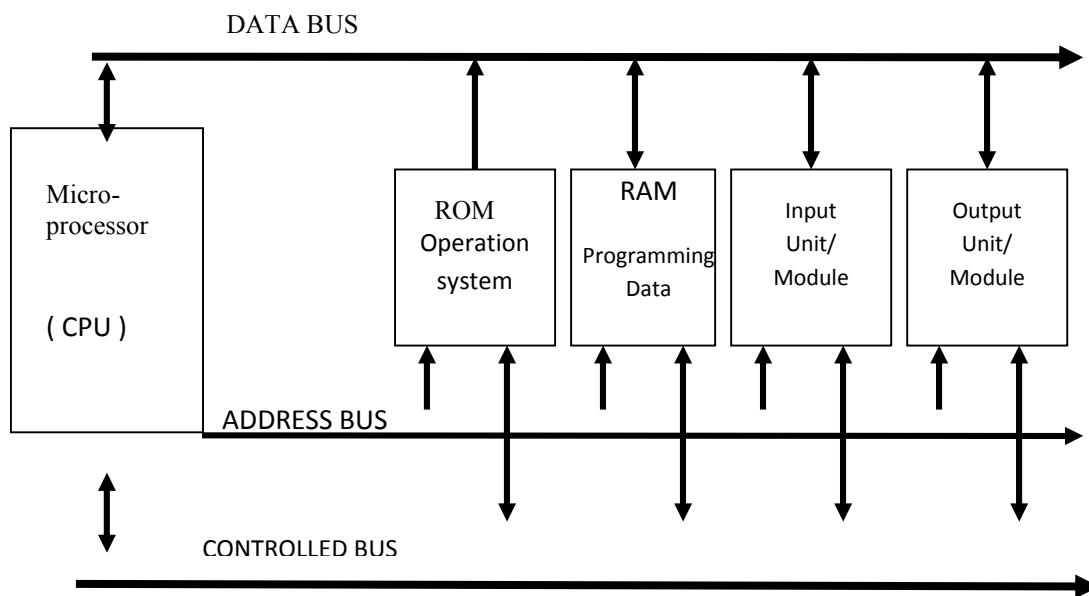 DATA BUS
Micro-
processor
( CPU )
ROM
Operation
system
RAM
Programming
Data
Input
Unit/
Module
Output
Unit/
Module
ADDRESS BUS
CONTROLLED BUS